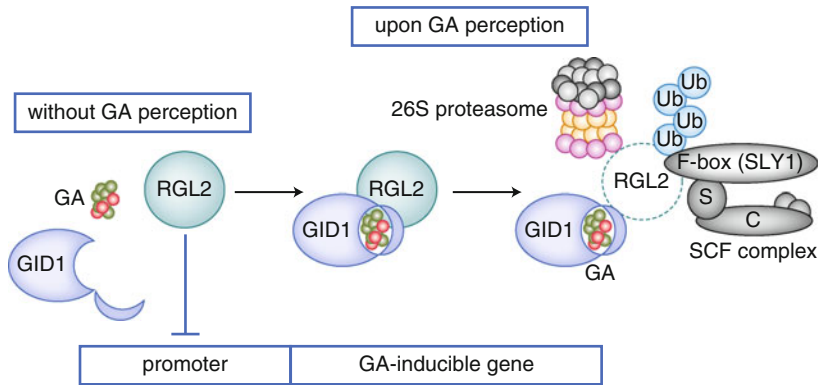 upon GA perception
without GA perception
26S proteasome
Ub
Ub
Ub
Ub
Ub
GA
RGL2
RGL2
RGL2
F-box (SLY1)
S
C
SCF complex
GID1
GID1
GID1
GA
promoter
GA-inducible gene